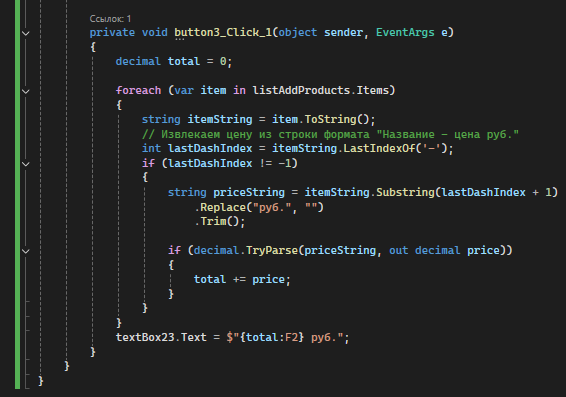 Ссылок: 1
private void button3_Click_1(object sender, EventArgs e)
{
decimal total = 0;
foreach (var item in listAddProducts.Items)
{
string itemString = item.ToString();
// Извлекаем цену из строки формата "Название - цена руб."
int lastDashIndex = itemString.LastIndexOf('-');
if (lastDashIndex != -1)
{
string priceString = itemString.Substring(lastDashIndex + 1)
.Replace("руб.", "")
.Trim();
if (decimal.TryParse(priceString, out decimal price))
{
total += price;
}
}
}
textBox23.Text = $"{total:F2} руб.";
}
}
}